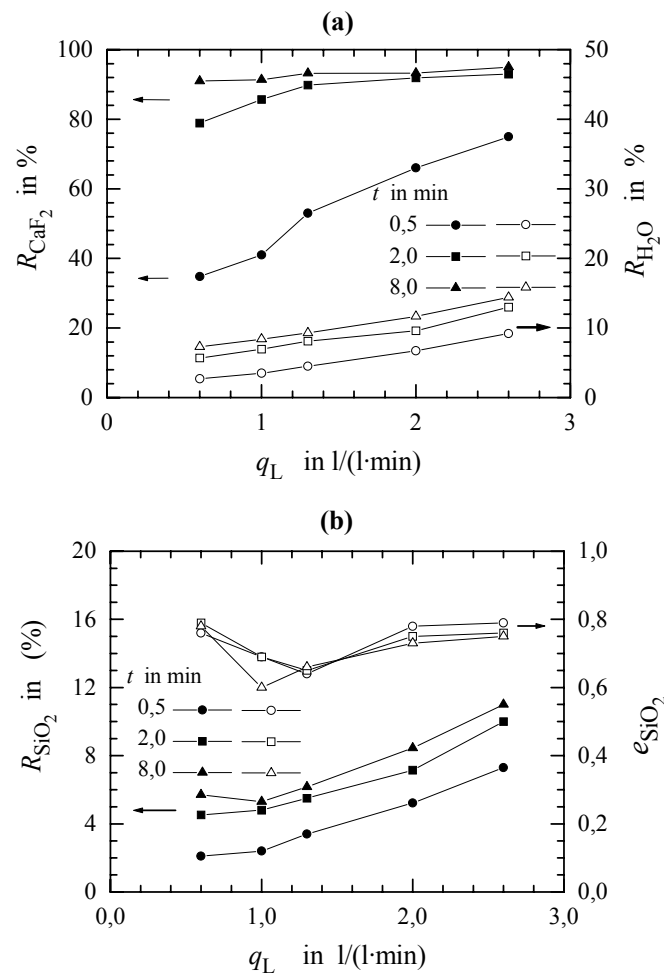 (a)
100
80
60
40
20
0
R_CaF₂ in %
50
40
30
20
10
0
R_H₂O in %
t in min
0,5
2,0
8,0
0 1 2 3
q_L in l/(l·min)
(b)
20
16
12
8
4
0
R_SiO₂ in (%)
1,0
0,8
0,6
0,4
0,2
0,0
e_SiO₂
t in min
0,5
2,0
8,0
0,0 1,0 2,0 3,0
q_L in l/(l·min)